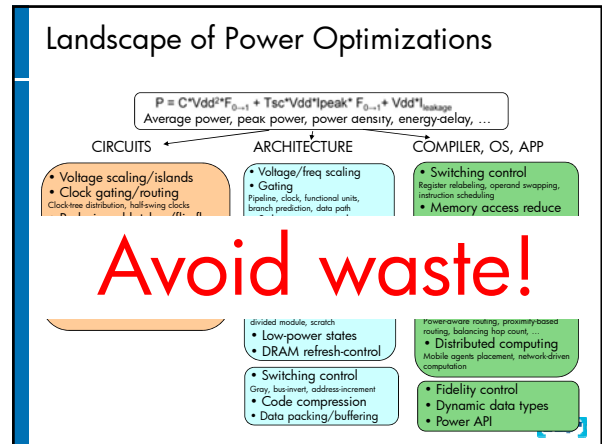 Landscape of Power Optimizations
P = C*Vdd²*F0→1 + Tsc*Vdd*Ipeak* F0→1+ Vdd*Ileakage
Average power, peak power, power density, energy-delay, …
CIRCUITS
• Voltage scaling/islands
• Clock gating/routing
Clock-tree distribution, half-swing clocks
ARCHITECTURE
• Voltage/freq scaling
• Gating
Pipeline, clock, functional units,
branch prediction, data path
COMPILER, OS, APP
• Switching control
Register relabeling, operand swapping,
instruction scheduling
• Memory access reduce
Avoid waste!
divided module, scratch
• Low-power states
• DRAM refresh-control
• Switching control
Gray, bus-invert, address-increment
• Code compression
• Data packing/buffering
Power-aware routing, proximity-based
routing, balancing hop count, …
• Distributed computing
Mobile agents placement, network-driven
computation
• Fidelity control
• Dynamic data types
• Power API